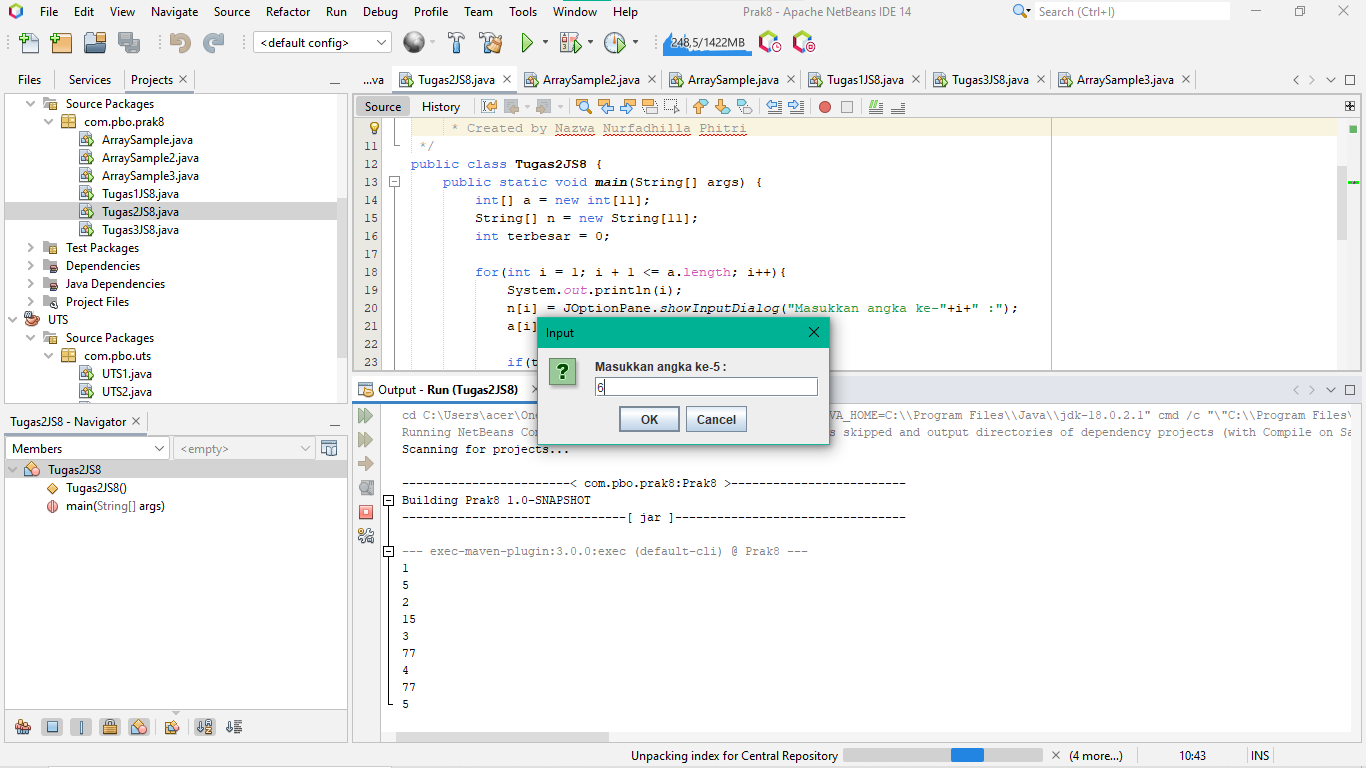 File Edit View Navigate Source Refactor Run Debug Profile Team Tools Window Help
Prak8 - Apache NetBeans IDE 14
Search (Ctrl+I)
<default config>
248,5/1422MB
Files Services Projects
...va Tugas2JS8.java ArraySample2.java ArraySample.java Tugas1JS8.java Tugas3JS8.java ArraySample3.java
Source Packages
com.pbo.prak8
ArraySample.java
ArraySample2.java
ArraySample3.java
Tugas1JS8.java
Tugas2JS8.java
Tugas3JS8.java
Test Packages
Dependencies
Java Dependencies
Project Files
UTS
Source Packages
com.pbo.uts
UTS1.java
UTS2.java
Tugas2JS8 - Navigator
Members <empty>
Tugas2JS8
Tugas2JS8()
main(String[] args)
Source History
* Created by Nazwa Nurfadhilla Phitri
11 */
12 public class Tugas2JS8 {
13 public static void main(String[] args) {
14 int[] a = new int[11];
15 String[] n = new String[11];
16 int terbesar = 0;
17
18 for(int i = 1; i + 1 <= a.length; i++){
19 System.out.println(i);
20 n[i] = JOptionPane.showInputDialog("Masukkan angka ke-"+i+" :");
21 a[i]
22
23 if(t
Input
Masukkan angka ke-5 :
6
OK Cancel
Output - Run (Tugas2JS8)
cd C:\Users\acer\On VA_HOME=C:\\Program Files\\Java\\jdk-18.0.2.1" cmd /c "\"C:\\Program Files\
Running NetBeans Co s skipped and output directories of dependency projects (with Compile on Sa
Scanning for projects...
------------------------< com.pbo.prak8:Prak8 >-------------------------
Building Prak8 1.0-SNAPSHOT
--------------------------------[ jar ]---------------------------------
--- exec-maven-plugin:3.0.0:exec (default-cli) @ Prak8 ---
1
5
2
15
3
77
4
77
5
Unpacking index for Central Repository (4 more...) 10:43 INS